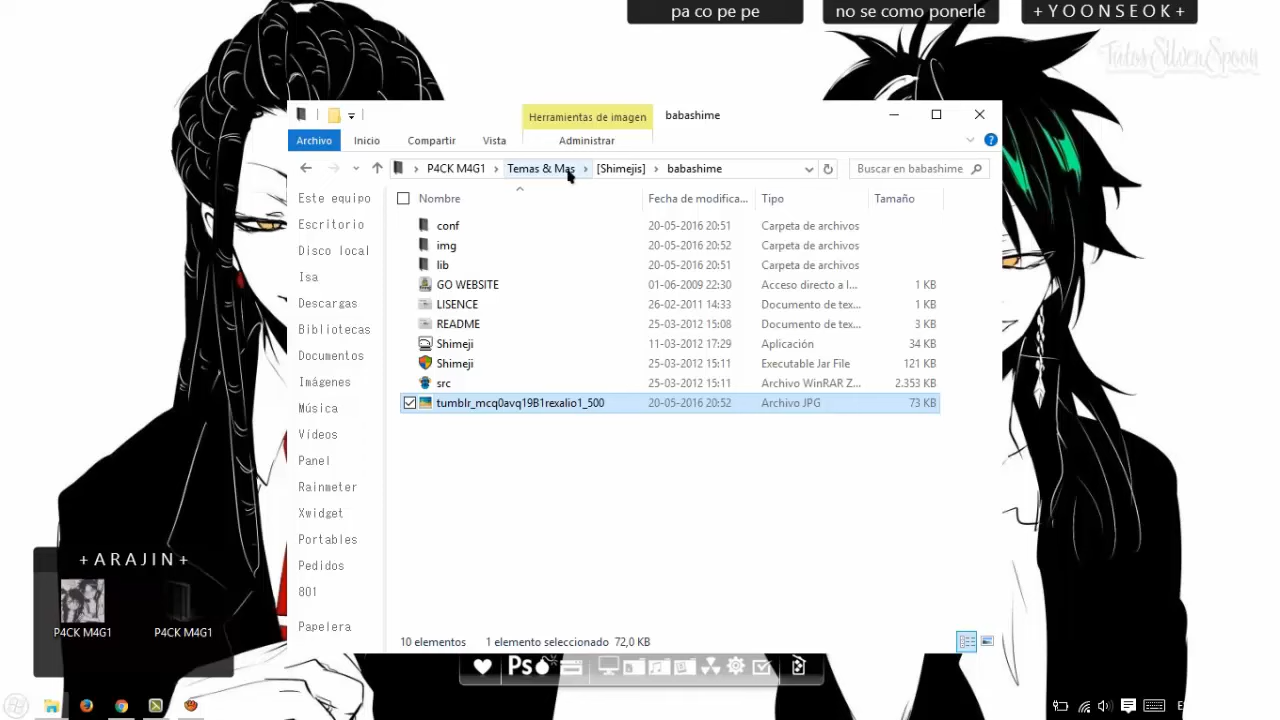 pa co pe pe
no se como ponerle
+ Y O O N S E O K +
TutosSilverSpoon
Herramientas de imagen
babashime
Archivo
Inicio
Compartir
Vista
Administrar
P4CK M4G1
Temas & Mas
[Shimejis]
babashime
Buscar en babashime
Este equipo
Escritorio
Disco local
Isa
Descargas
Bibliotecas
Documentos
Imágenes
Música
Vídeos
Panel
Rainmeter
Xwidget
Portables
Pedidos
801
Papelera
Nombre Fecha de modifica... Tipo Tamaño
conf 20-05-2016 20:51 Carpeta de archivos
img 20-05-2016 20:52 Carpeta de archivos
lib 20-05-2016 20:51 Carpeta de archivos
GO WEBSITE 01-06-2009 22:30 Acceso directo a I... 1 KB
LISENCE 26-02-2011 14:33 Documento de tex... 1 KB
README 25-03-2012 15:08 Documento de tex... 3 KB
Shimeji 11-03-2012 17:29 Aplicación 34 KB
Shimeji 25-03-2012 15:11 Executable Jar File 121 KB
src 25-03-2012 15:11 Archivo WinRAR Z... 2.353 KB
tumblr_mcq0avq19B1rexalio1_500 20-05-2016 20:52 Archivo JPG 73 KB
10 elementos 1 elemento seleccionado 72,0 KB
+ A R A J I N +
P4CK M4G1
P4CK M4G1
Ps